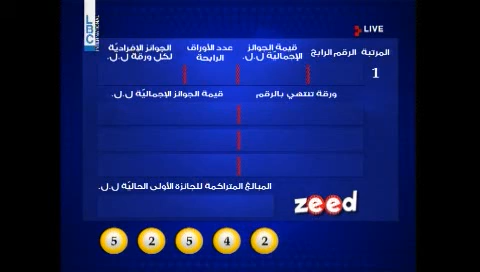 LBC
LIVE
المرتبة الرقم الرابح قيمة الجوائز الإجمالية ل.ل. عدد الأوراق الرابحة الجوائز الإفرادية لكل ورقة ل.ل.
1
ورقة تنتهي بالرقم قيمة الجوائز الإجمالية ل.ل.
المبالغ المتراكمة للجائزة الأولى الحالية ل.ل.
zeed
5 2 5 4 2